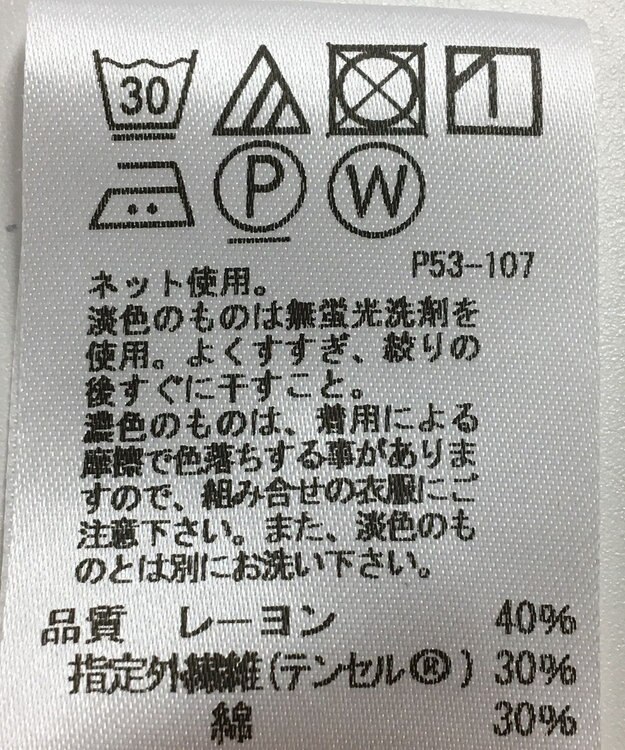 30
P W
P53-107
ネット使用。
淡色のものは無蛍光洗剤を
使用。よくすすぎ、絞りの
後すぐに干すこと。
濃色のものは、着用による
摩擦で色落ちする事がありま
すので、組み合せの衣服にご
注意下さい。また、淡色のも
のとは別にお洗い下さい。
品質 レーヨン 40%
指定外繊維(テンセル®) 30%
綿 30%